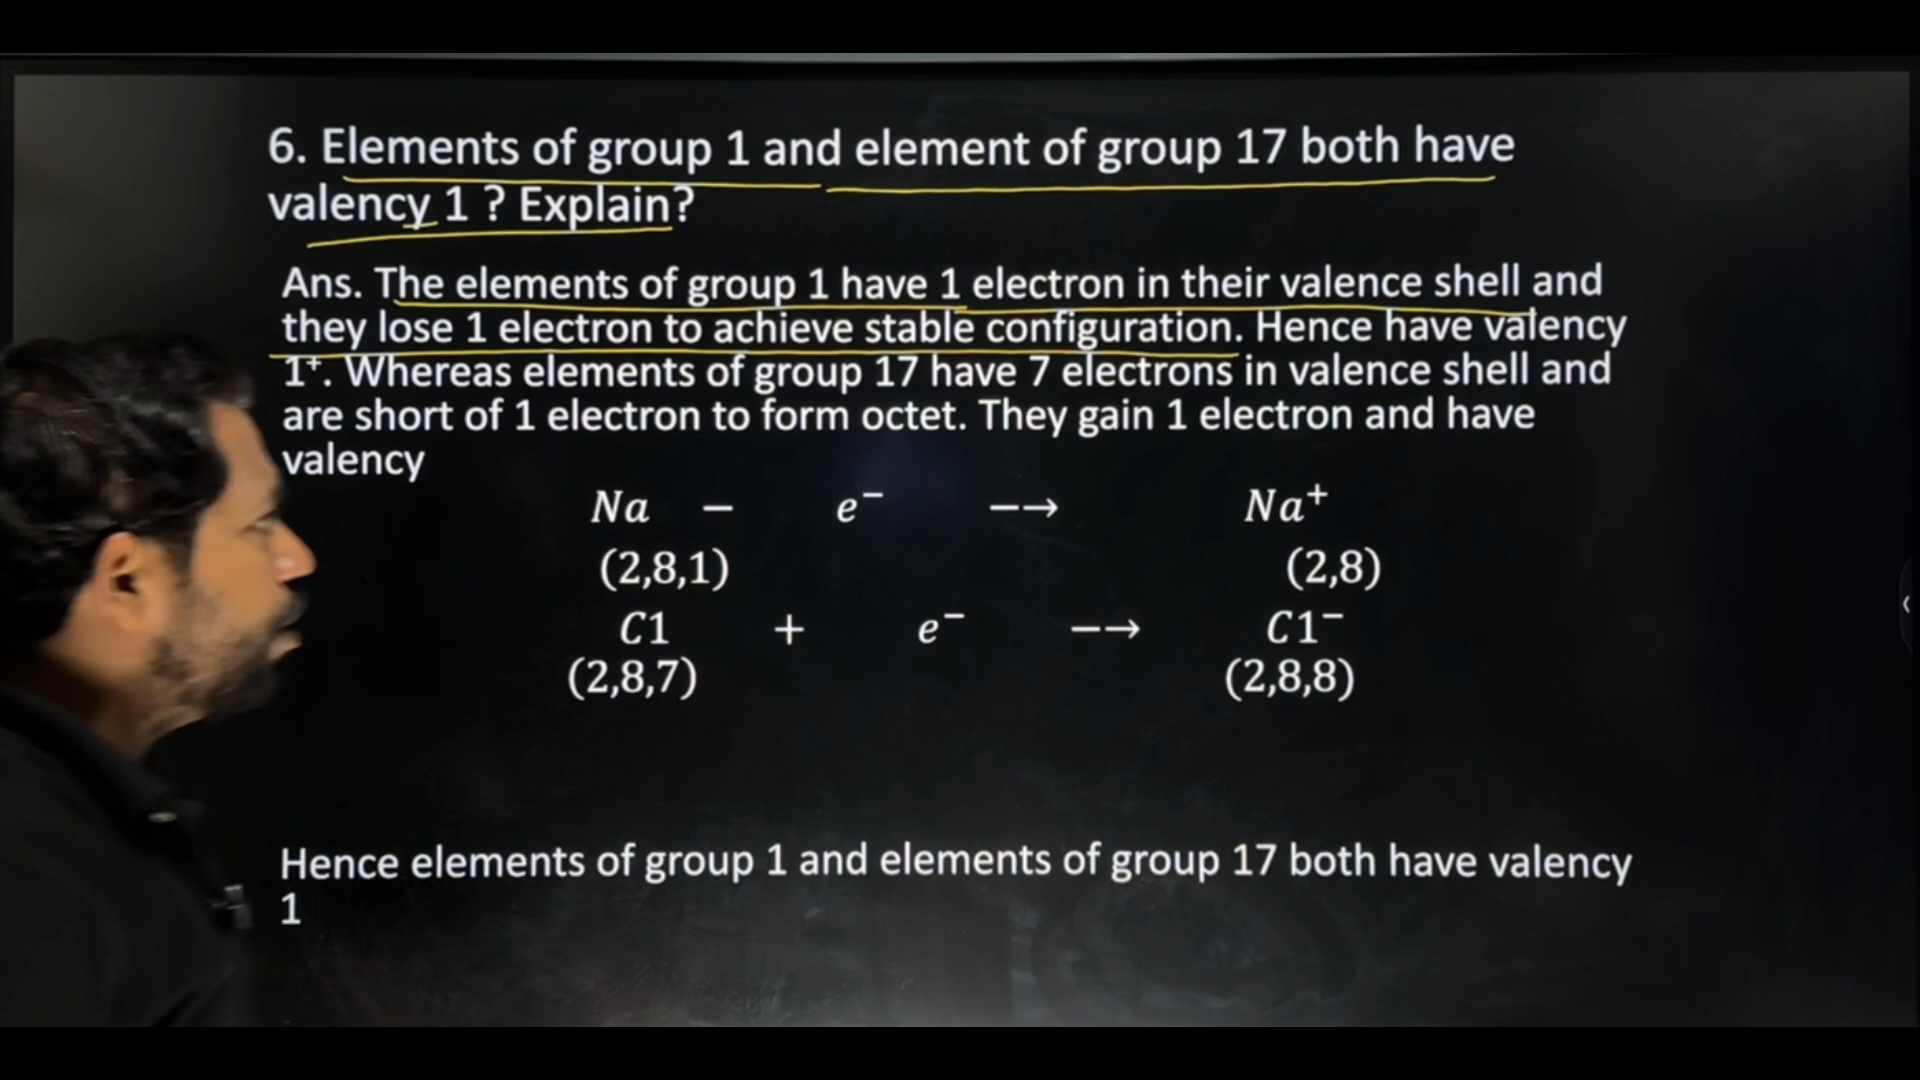 6. Elements of group 1 and element of group 17 both have
valency 1 ? Explain?
Ans. The elements of group 1 have 1 electron in their valence shell and
they lose 1 electron to achieve stable configuration. Hence have valency
1⁺. Whereas elements of group 17 have 7 electrons in valence shell and
are short of 1 electron to form octet. They gain 1 electron and have
valency
Na − e⁻ −→ Na⁺
(2,8,1) (2,8)
C1 + e⁻ −→ C1⁻
(2,8,7) (2,8,8)
Hence elements of group 1 and elements of group 17 both have valency
1